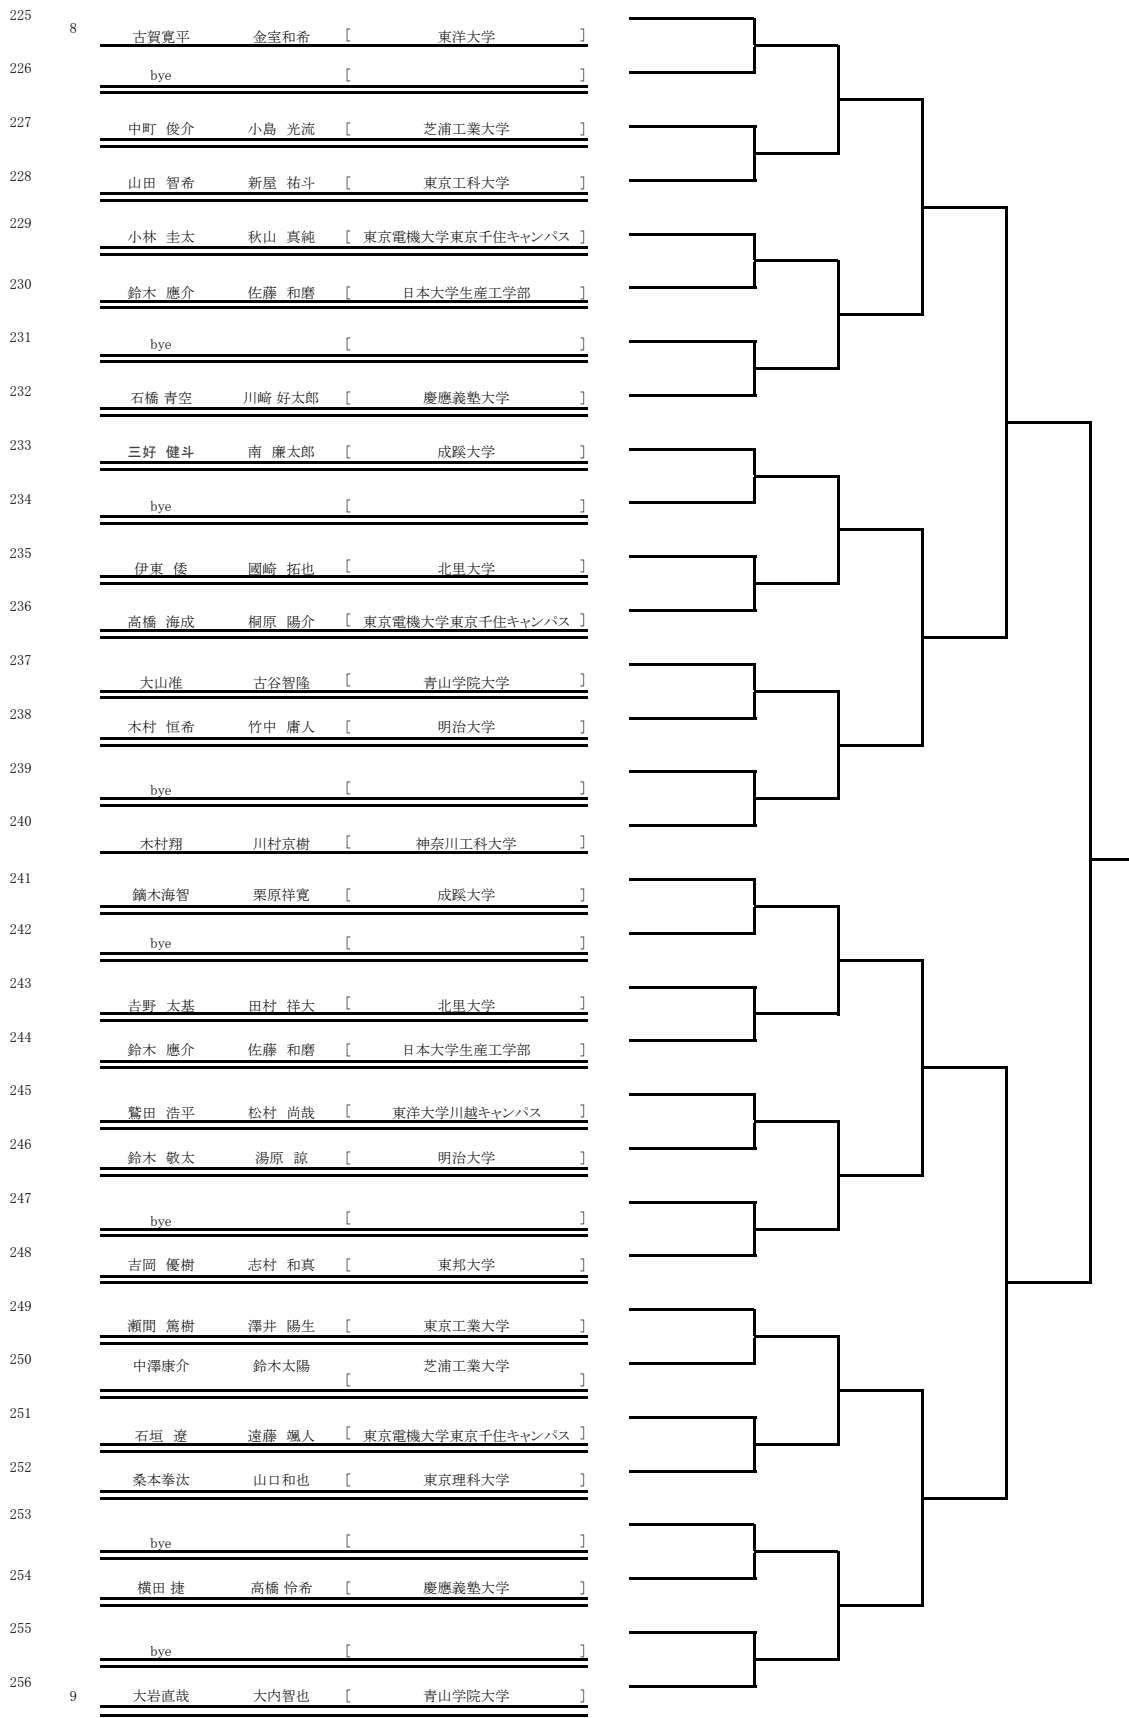 225 8 古賀寛平 金室和希 [ 東洋大学 ]
226 bye [ ]
227 中町 俊介 小島 光流 [ 芝浦工業大学 ]
228 山田 智希 新屋 祐斗 [ 東京工科大学 ]
229 小林 圭太 秋山 真純 [ 東京電機大学東京千住キャンパス ]
230 鈴木 應介 佐藤 和磨 [ 日本大学生産工学部 ]
231 bye [ ]
232 石橋 青空 川﨑 好太郎 [ 慶應義塾大学 ]
233 三好 健斗 南 廉太郎 [ 成蹊大学 ]
234 bye [ ]
235 伊東 倭 國崎 拓也 [ 北里大学 ]
236 高橋 海成 桐原 陽介 [ 東京電機大学東京千住キャンパス ]
237 大山准 古谷智隆 [ 青山学院大学 ]
238 木村 恒希 竹中 庸人 [ 明治大学 ]
239 bye [ ]
240 木村翔 川村京樹 [ 神奈川工科大学 ]
241 鏑木海智 栗原祥寛 [ 成蹊大学 ]
242 bye [ ]
243 𠮷野 太基 田村 祥大 [ 北里大学 ]
244 鈴木 應介 佐藤 和磨 [ 日本大学生産工学部 ]
245 鷲田 浩平 松村 尚哉 [ 東洋大学川越キャンパス ]
246 鈴木 敬太 湯原 諒 [ 明治大学 ]
247 bye [ ]
248 吉岡 優樹 志村 和真 [ 東邦大学 ]
249 瀬間 篤樹 澤井 陽生 [ 東京工業大学 ]
250 中澤康介 鈴木太陽 [ 芝浦工業大学 ]
251 石垣 遼 遠藤 颯人 [ 東京電機大学東京千住キャンパス ]
252 桑本拳汰 山口和也 [ 東京理科大学 ]
253 bye [ ]
254 横田 捷 高橋 怜希 [ 慶應義塾大学 ]
255 bye [ ]
256 9 大岩直哉 大内智也 [ 青山学院大学 ]